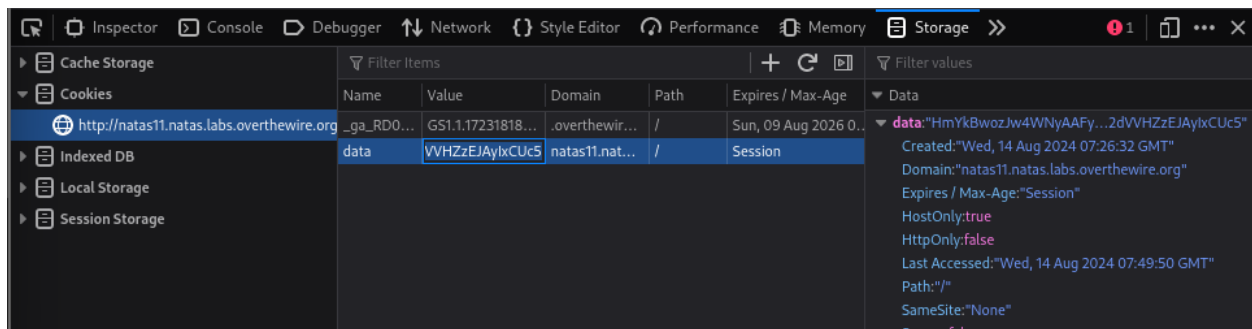 Inspector Console Debugger Network Style Editor Performance Memory Storage 1
Cache Storage
Cookies
http://natas11.natas.labs.overthewire.org
Indexed DB
Local Storage
Session Storage
Filter Items
Name Value Domain Path Expires / Max-Age
_ga_RD0... GS1.1.17231818... .overthewir... / Sun, 09 Aug 2026 0...
data VVHZzEJAyIxCUc5 natas11.nat... / Session
Filter values
Data
data:"HmYkBwozJw4WNyAAFy...2dVVHZzEJAyIxCUc5"
Created:"Wed, 14 Aug 2024 07:26:32 GMT"
Domain:"natas11.natas.labs.overthewire.org"
Expires / Max-Age:"Session"
HostOnly:true
HttpOnly:false
Last Accessed:"Wed, 14 Aug 2024 07:49:50 GMT"
Path:"/"
SameSite:"None"